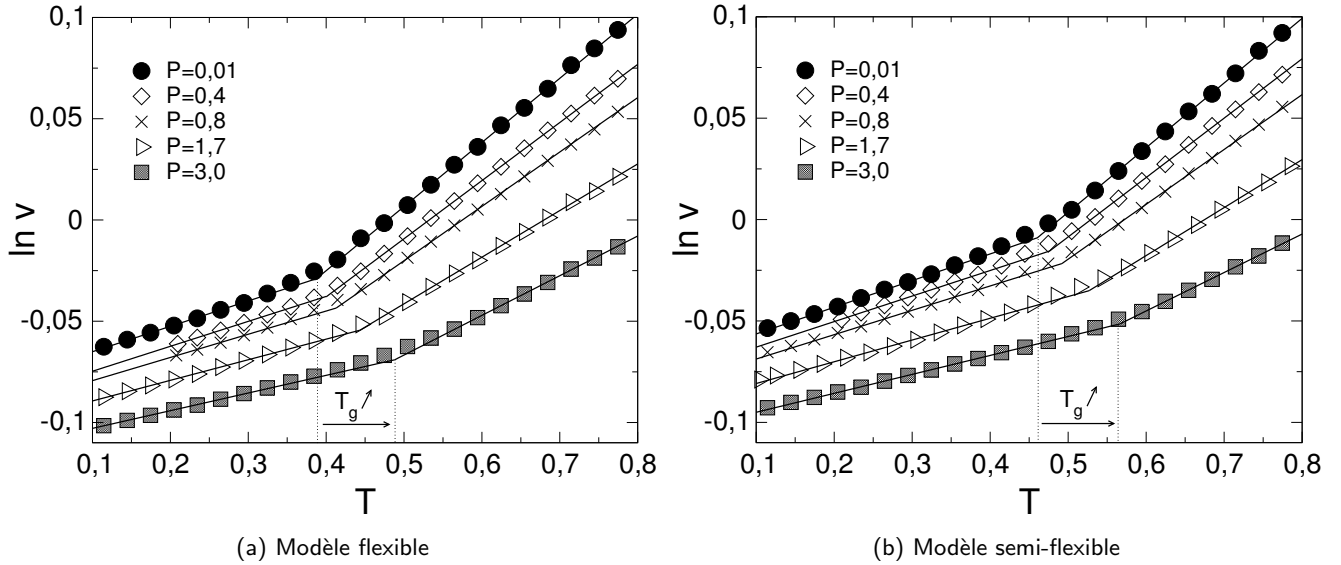 0,1
0,05
0
-0,05
-0,1
ln v
P=0,01
P=0,4
P=0,8
P=1,7
P=3,0
Tg
0,1 0,2 0,3 0,4 0,5 0,6 0,7 0,8
T
(a) Modèle flexible
0,1
0,05
0
-0,05
-0,1
ln v
P=0,01
P=0,4
P=0,8
P=1,7
P=3,0
Tg
0,1 0,2 0,3 0,4 0,5 0,6 0,7 0,8
T
(b) Modèle semi-flexible